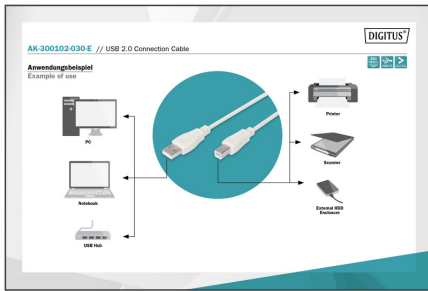 DIGITUS®
AK-300102-030-E // USB 2.0 Connection Cable
Anwendungsbeispiel
Example of use
PC
Notebook
USB Hub
Printer
Scanner
External HDD
Enclosure